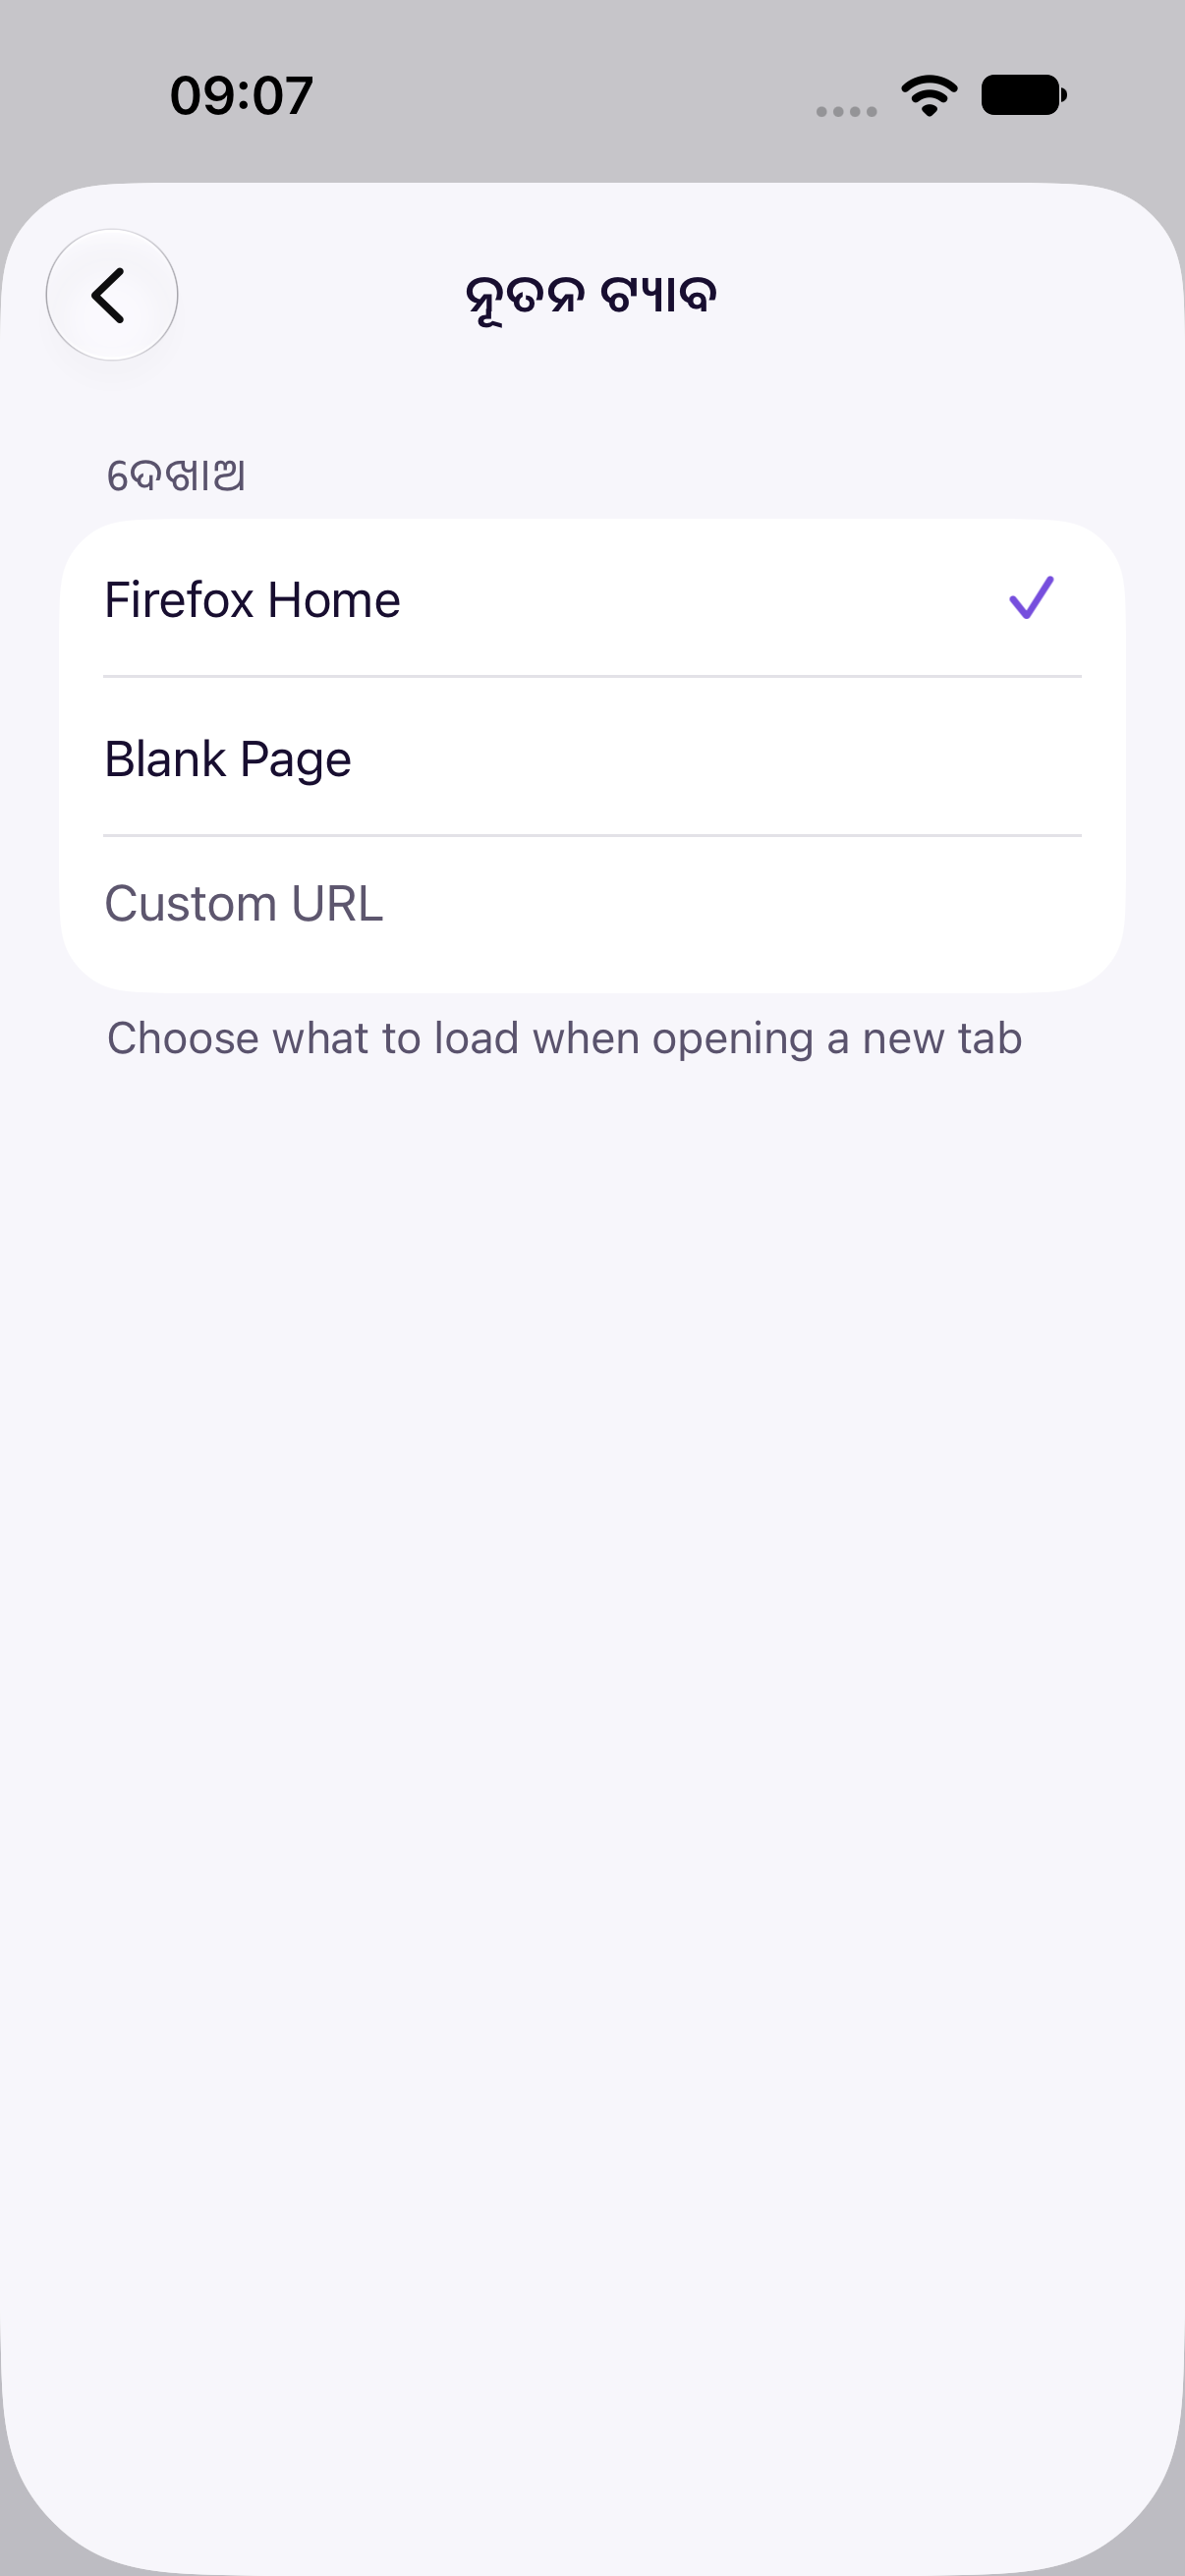 09:07
ନୂତନ ଟ୍ୟାବ
ଦେଖାଅ
Firefox Home
Blank Page
Custom URL
Choose what to load when opening a new tab